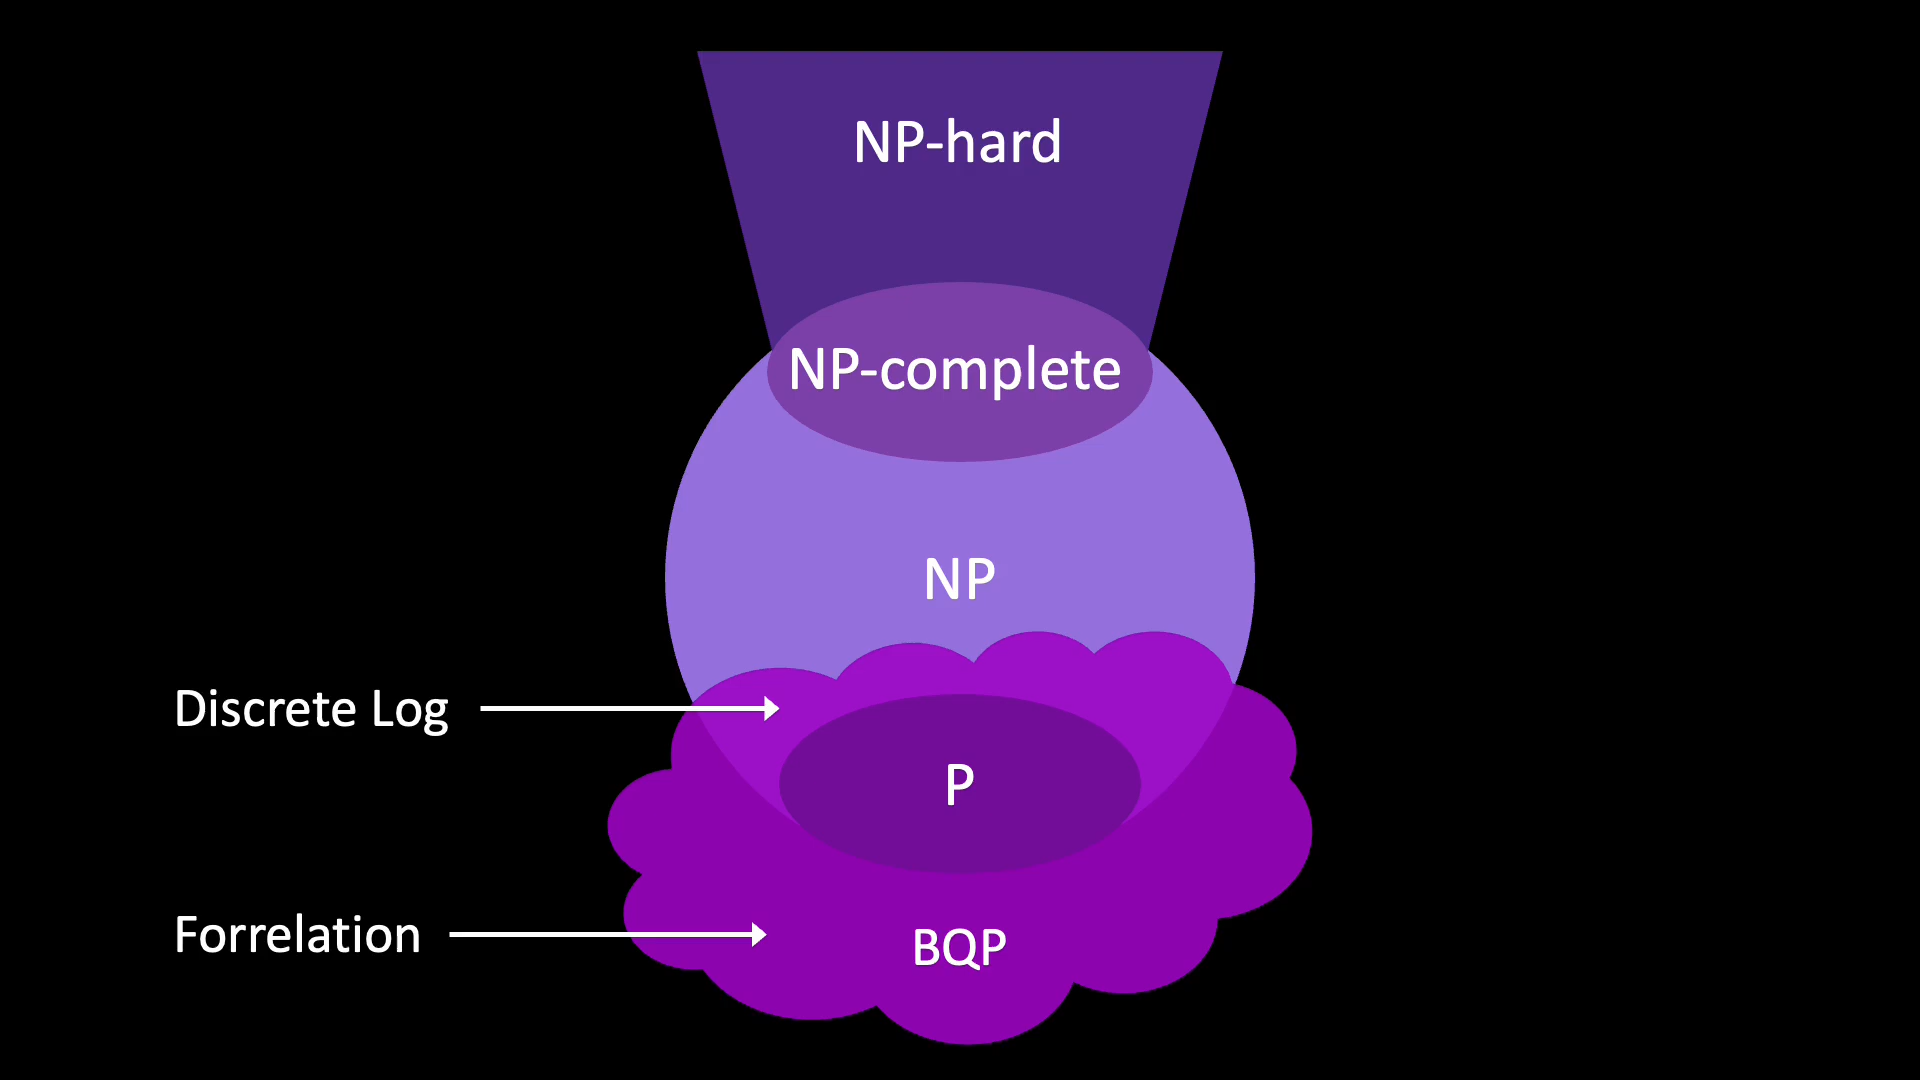 NP-hard
NP-complete
NP
Discrete Log
P
Forrelation
BQP